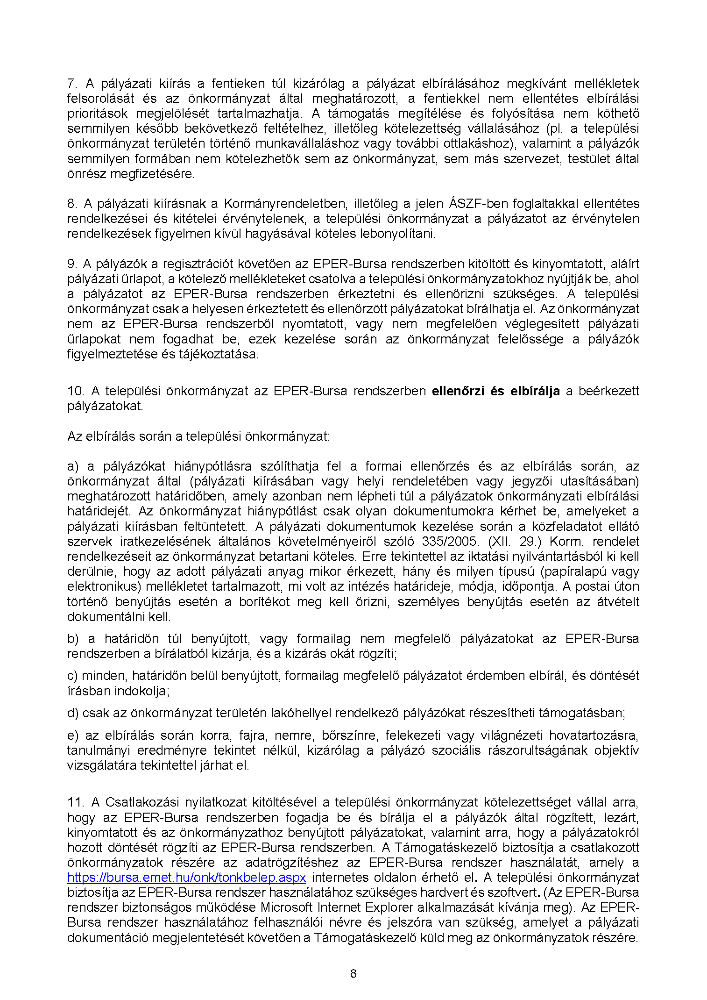 7. A pályázati kiírás a fentieken túl kizárólag a pályázat elbírálásához megkívánt mellékletek
felsorolását és az önkormányzat által meghatározott, a fentiekkel nem ellentétes elbírálási
prioritások megjelölését tartalmazhatja. A támogatás megítélése és folyósítása nem köthető
semmilyen később bekövetkező feltételhez, illetőleg kötelezettség vállalásához (pl. a települési
önkormányzat területén történő munkavállaláshoz vagy további ottlakáshoz), valamint a pályázók
semmilyen formában nem kötelezhetők sem az önkormányzat, sem más szervezet, testület által
önrész megfizetésére.
8. A pályázati kiírásnak a Kormányrendeletben, illetőleg a jelen ÁSZF-ben foglaltakkal ellentétes
rendelkezései és kitételei érvénytelenek, a települési önkormányzat a pályázatot az érvénytelen
rendelkezések figyelmen kívül hagyásával köteles lebonyolítani.
9. A pályázók a regisztrációt követően az EPER-Bursa rendszerben kitöltött és kinyomtatott, aláírt
pályázati űrlapot, a kötelező mellékleteket csatolva a települési önkormányzatokhoz nyújtják be, ahol
a pályázatot az EPER-Bursa rendszerben érkeztetni és ellenőrizni szükséges. A települési
önkormányzat csak a helyesen érkeztetett és ellenőrzött pályázatokat bírálhatja el. Az önkormányzat
nem az EPER-Bursa rendszerből nyomtatott, vagy nem megfelelően véglegesített pályázati
űrlapokat nem fogadhat be, ezek kezelése során az önkormányzat felelőssége a pályázók
figyelmeztetése és tájékoztatása.
10. A települési önkormányzat az EPER-Bursa rendszerben ellenőrzi és elbírálja a beérkezett
pályázatokat.
Az elbírálás során a települési önkormányzat:
a) a pályázókat hiánypótlásra szólíthatja fel a formai ellenőrzés és az elbírálás során, az
önkormányzat által (pályázati kiírásában vagy helyi rendeletében vagy jegyzői utasításában)
meghatározott határidőben, amely azonban nem lépheti túl a pályázatok önkormányzati elbírálási
határidejét. Az önkormányzat hiánypótlást csak olyan dokumentumokra kérhet be, amelyeket a
pályázati kiírásban feltüntetett. A pályázati dokumentumok kezelése során a közfeladatot ellátó
szervek iratkezelésének általános követelményeiről szóló 335/2005. (XII. 29.) Korm. rendelet
rendelkezéseit az önkormányzat betartani köteles. Erre tekintettel az iktatási nyilvántartásból ki kell
derülnie, hogy az adott pályázati anyag mikor érkezett, hány és milyen típusú (papíralapú vagy
elektronikus) mellékletet tartalmazott, mi volt az intézés határideje, módja, időpontja. A postai úton
történő benyújtás esetén a borítékot meg kell őrizni, személyes benyújtás esetén az átvételt
dokumentálni kell.
b) a határidőn túl benyújtott, vagy formailag nem megfelelő pályázatokat az EPER-Bursa
rendszerben a bírálatból kizárja, és a kizárás okát rögzíti;
c) minden, határidőn belül benyújtott, formailag megfelelő pályázatot érdemben elbírál, és döntését
írásban indokolja;
d) csak az önkormányzat területén lakóhellyel rendelkező pályázókat részesítheti támogatásban;
e) az elbírálás során korra, fajra, nemre, bőrszínre, felekezeti vagy világnézeti hovatartozásra,
tanulmányi eredményre tekintet nélkül, kizárólag a pályázó szociális rászorultságának objektív
vizsgálatára tekintettel járhat el.
11. A Csatlakozási nyilatkozat kitöltésével a települési önkormányzat kötelezettséget vállal arra,
hogy az EPER-Bursa rendszerben fogadja be és bírálja el a pályázók által rögzített, lezárt,
kinyomtatott és az önkormányzathoz benyújtott pályázatokat, valamint arra, hogy a pályázatokról
hozott döntését rögzíti az EPER-Bursa rendszerben. A Támogatáskezelő biztosítja a csatlakozott
önkormányzatok részére az adatrögzítéshez az EPER-Bursa rendszer használatát, amely a
https://bursa.emet.hu/onk/tonkbelep.aspx internetes oldalon érhető el. A települési önkormányzat
biztosítja az EPER-Bursa rendszer használatához szükséges hardvert és szoftvert. (Az EPER-Bursa
rendszer biztonságos működése Microsoft Internet Explorer alkalmazását kívánja meg). Az EPER-
Bursa rendszer használatához felhasználói névre és jelszóra van szükség, amelyet a pályázati
dokumentáció megjelentetését követően a Támogatáskezelő küld meg az önkormányzatok részére.
8